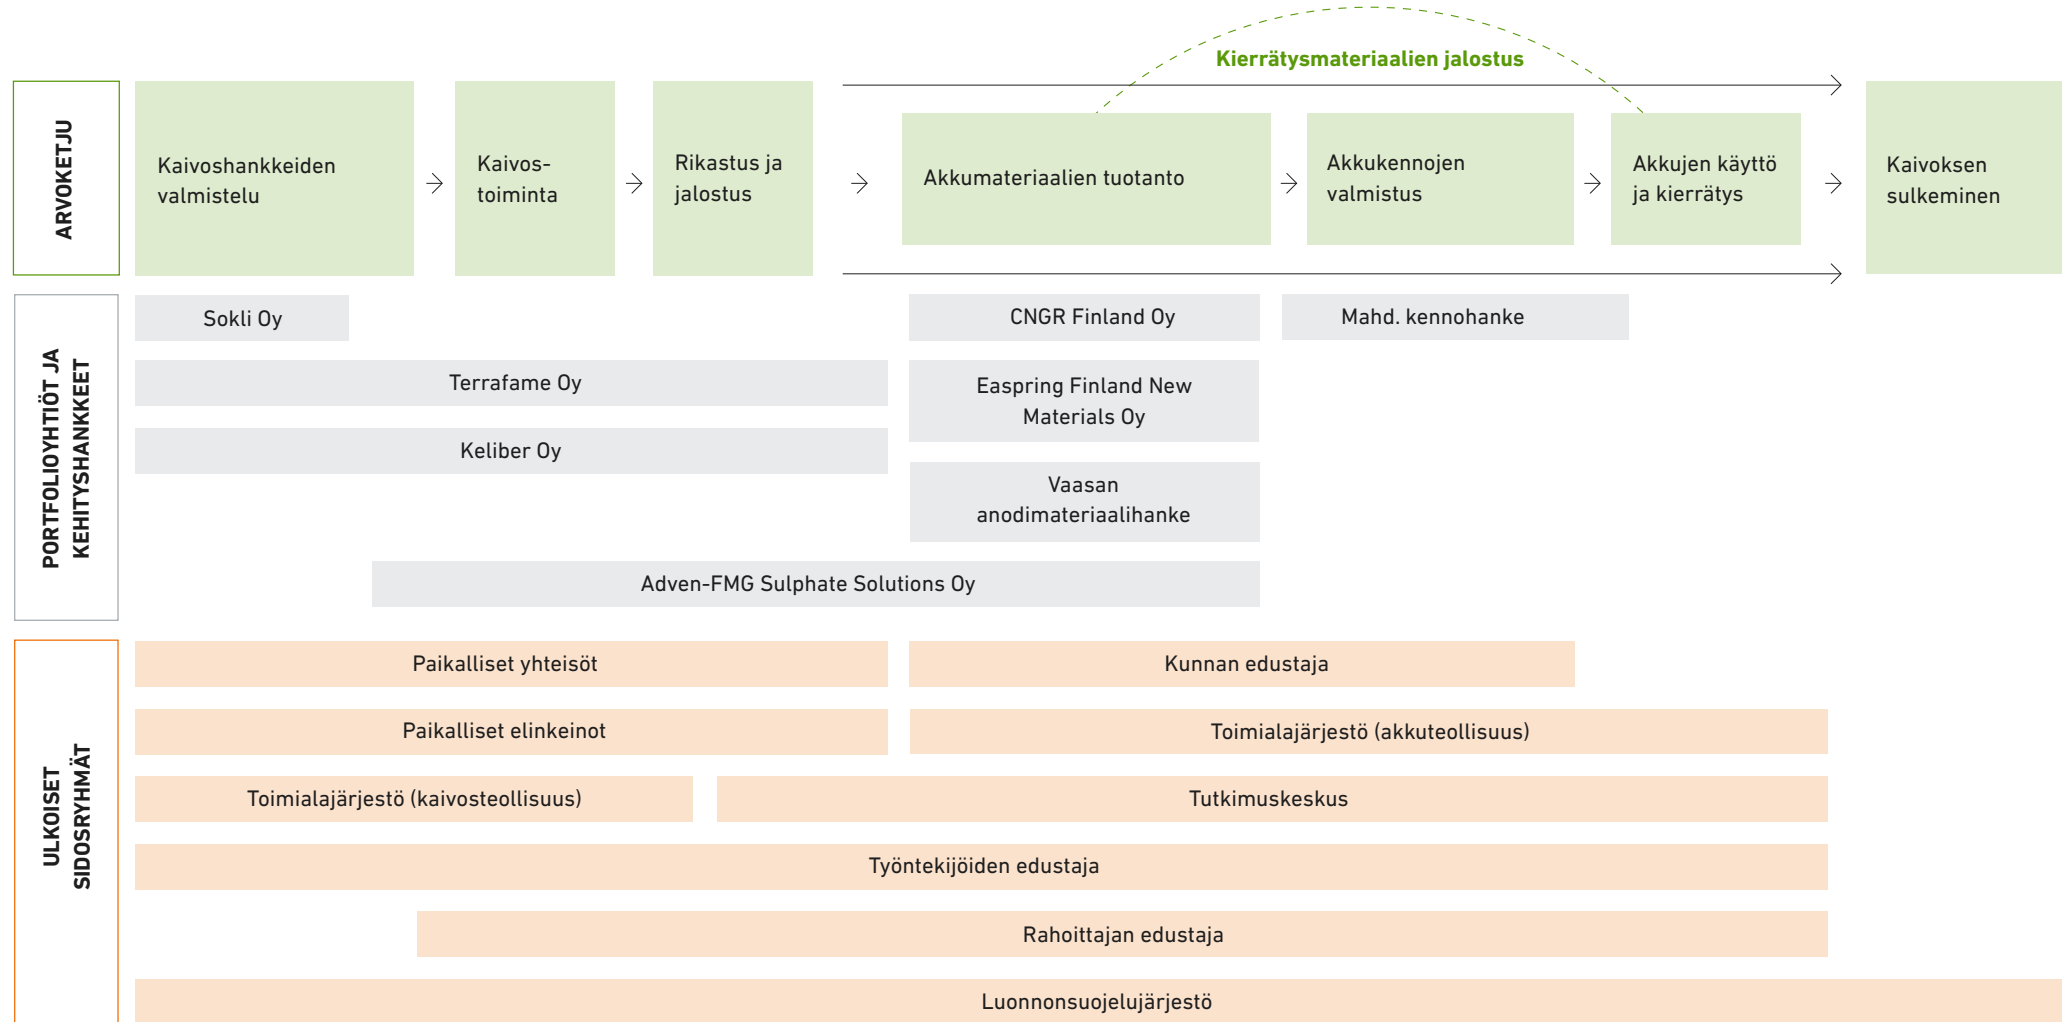 Kierrätysmateriaalien jalostus
ARVOKETJU
Kaivoshankkeiden
valmistelu
Kaivos-
toiminta
Rikastus ja
jalostus
Akkumateriaalien tuotanto
Akkukennojen
valmistus
Akkujen käyttö
ja kierrätys
Kaivoksen
sulkeminen
PORTFOLIOYHTIÖT JA
KEHITYSHANKKEET
Sokli Oy
CNGR Finland Oy
Mahd. kennohanke
Terrafame Oy
Easpring Finland New
Materials Oy
Keliber Oy
Vaasan
anodimateriaalihanke
Adven-FMG Sulphate Solutions Oy
ULKOISET
SIDOSRYHMÄT
Paikalliset yhteisöt
Kunnan edustaja
Paikalliset elinkeinot
Toimialajärjestö (akkuteollisuus)
Toimialajärjestö (kaivosteollisuus)
Tutkimuskeskus
Työntekijöiden edustaja
Rahoittajan edustaja
Luonnonsuojelujärjestö